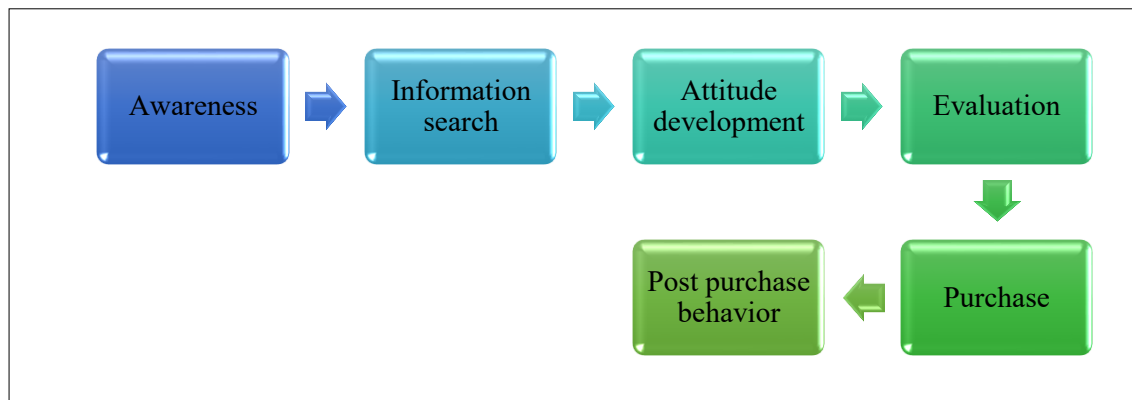 Awareness
Information
search
Attitude
development
Evaluation
Purchase
Post purchase
behavior